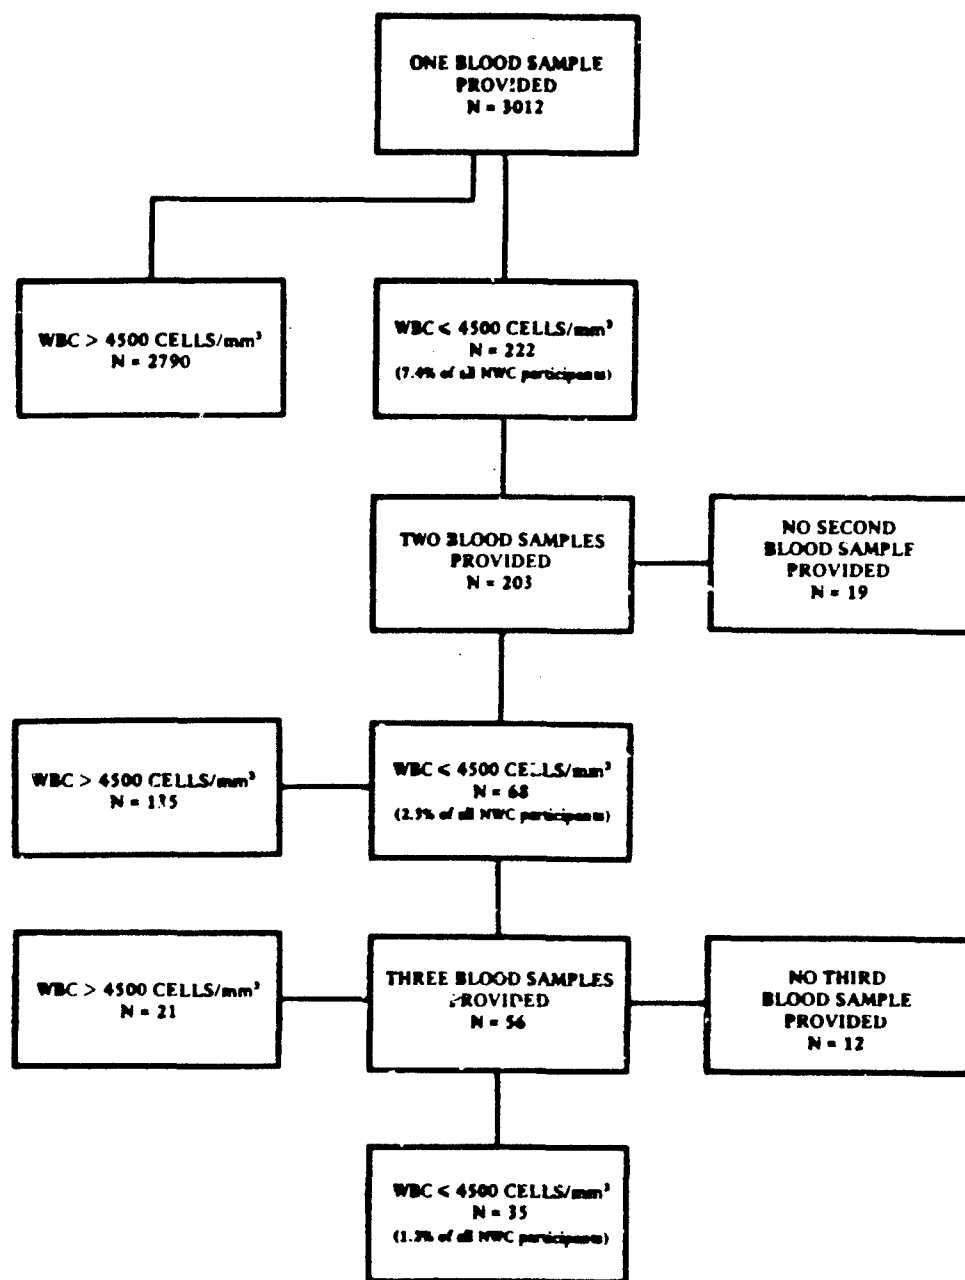 ONE BLOOD SAMPLE
PROVIDED
N = 3012
WBC > 4500 CELLS/mm³
N = 2790
WBC ⩽ 4500 CELLS/mm³
N = 222
(7.4% of all NWC participants)
TWO BLOOD SAMPLES
PROVIDED
N = 203
NO SECOND
BLOOD SAMPLE
PROVIDED
N = 19
WBC > 4500 CELLS/mm³
N = 135
WBC ⩽ 4500 CELLS/mm³
N = 68
(2.3% of all NWC participants)
WBC > 4500 CELLS/mm³
N = 21
THREE BLOOD SAMPLES
PROVIDED
N = 56
NO THIRD
BLOOD SAMPLE
PROVIDED
N = 12
WBC ⩽ 4500 CELLS/mm³
N = 35
of all NWC participants)